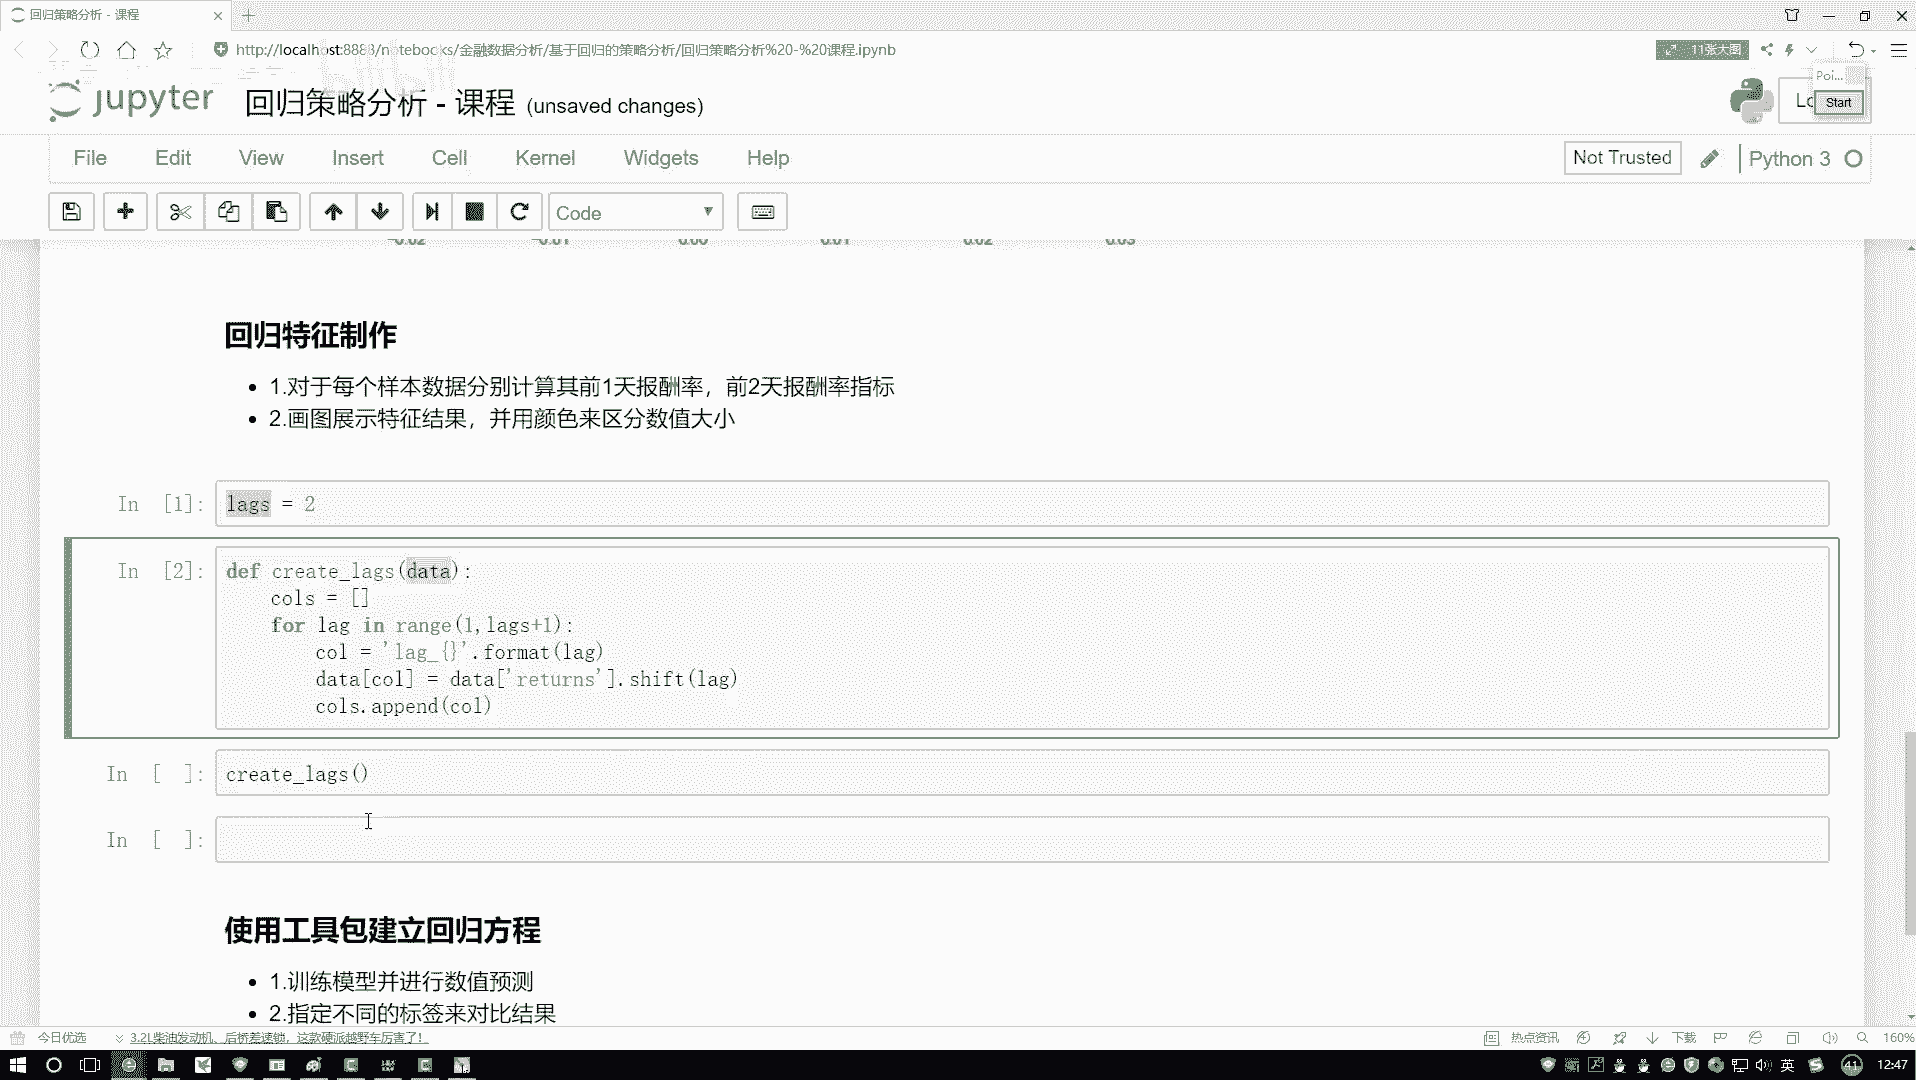 回归策略分析 - 课程
http://localhost:8888/notebooks/金融数据分析/基于回归的策略分析/回归策略分析%20-%20课程.ipynb
11张大图
Poi...
Start
jupyter
回归策略分析 - 课程 (unsaved changes)
File Edit View Insert Cell Kernel Widgets Help
Not Trusted
Python 3
Code
-0.02 -0.01 0.00 0.01 0.02 0.03
回归特征制作
1.对于每个样本数据分别计算其前1天报酬率，前2天报酬率指标
2.画图展示特征结果，并用颜色来区分数值大小
In [1]: lags = 2
In [2]: def create_lags(data):
cols = []
for lag in range(1,lags+1):
col = 'lag_{}'.format(lag)
data[col] = data['returns'].shift(lag)
cols.append(col)
In [ ]: create_lags()
In [ ]:
使用工具包建立回归方程
1.训练模型并进行数值预测
2.指定不同的标签来对比结果
今日优选
3.2L柴油发动机、后桥差速锁，这款硬派越野车厉害了！
热点资讯
下载
160%
英
41
12:47